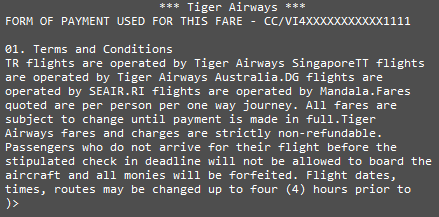 *** Tiger Airways ***
FORM OF PAYMENT USED FOR THIS FARE - CC/VI4XXXXXXXXXXX1111
01. Terms and Conditions
TR flights are operated by Tiger Airways SingaporeTT flights
are operated by Tiger Airways Australia.DG flights are
operated by SEAIR.RI flights are operated by Mandala.Fares
quoted are per person per one way journey. All fares are
subject to change until payment is made in full.Tiger
Airways fares and charges are strictly non-refundable.
Passengers who do not arrive for their flight before the
stipulated check in deadline will not be allowed to board the
aircraft and all monies will be forfeited. Flight dates,
times, routes may be changed up to four (4) hours prior to
)>